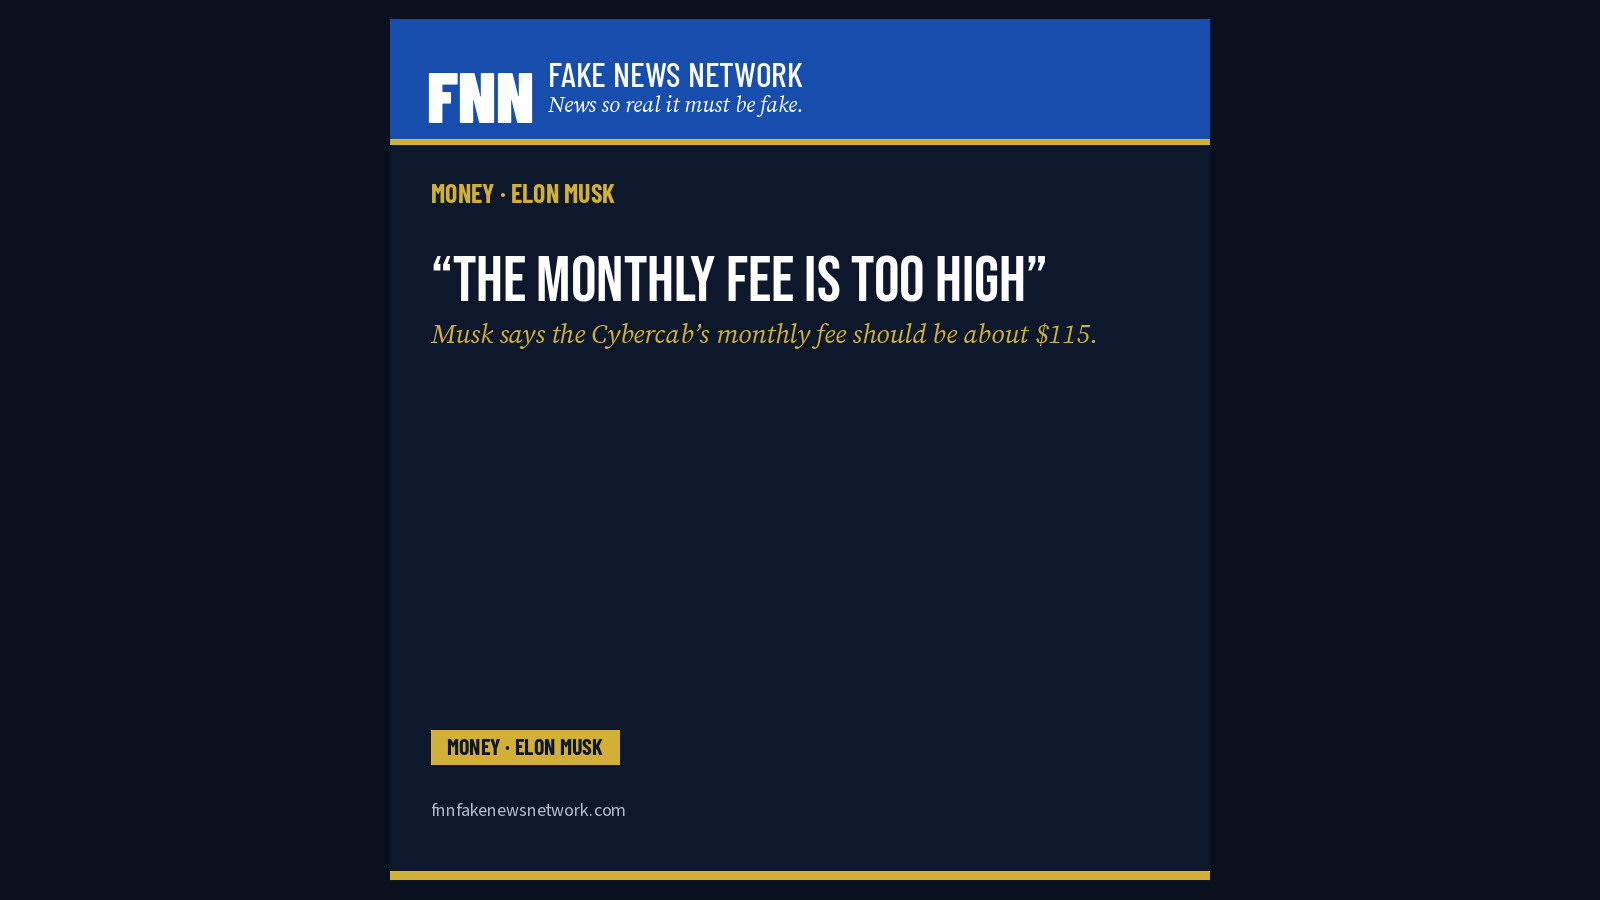 FNN
FAKE NEWS NETWORK
News so real it must be fake.
MONEY · ELON MUSK
“THE MONTHLY FEE IS TOO HIGH”
Musk says the Cybercab’s monthly fee should be about $115.
MONEY · ELON MUSK
fnnfakenewsnetwork.com